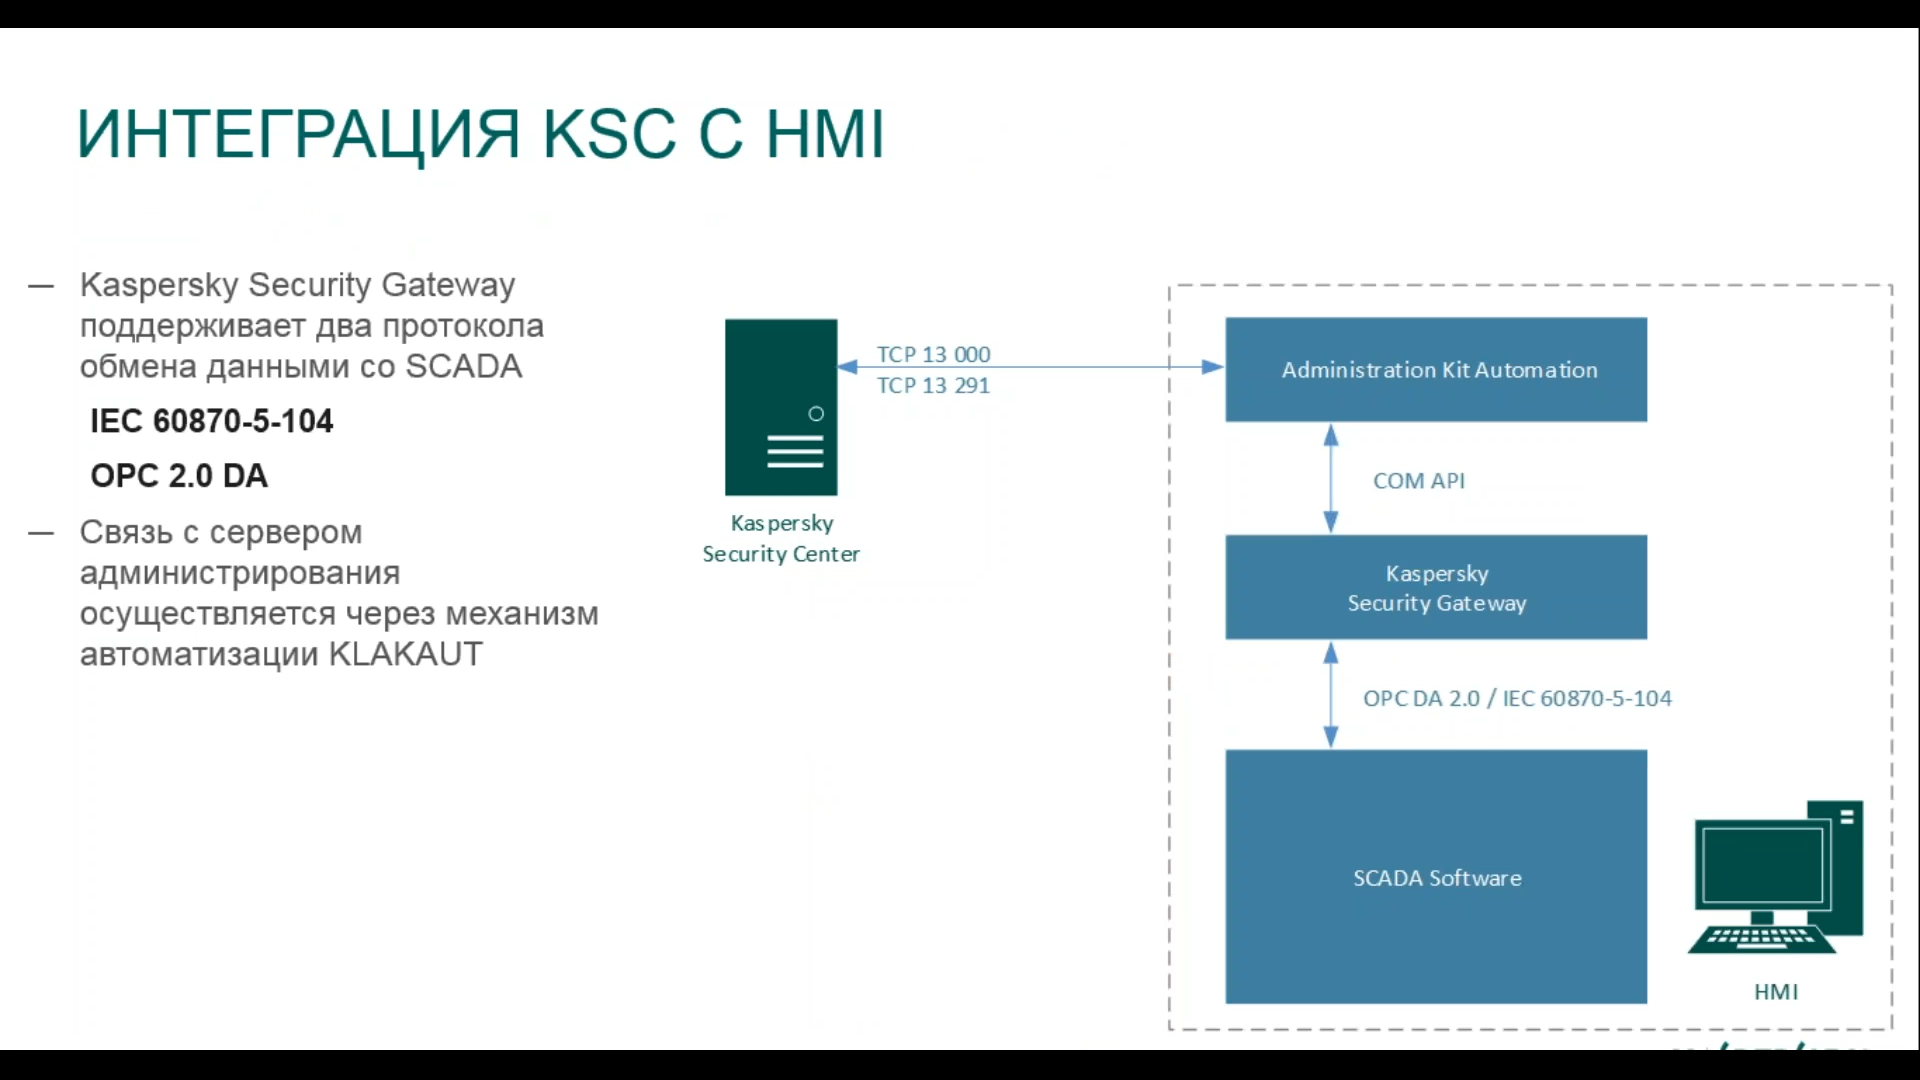 ИНТЕГРАЦИЯ KSC С HMI
— Kaspersky Security Gateway
поддерживает два протокола
обмена данными со SCADA
IEC 60870-5-104
OPC 2.0 DA
— Связь с сервером
администрирования
осуществляется через механизм
автоматизации KLAKAUT
Kaspersky
Security Center
TCP 13 000
TCP 13 291
Administration Kit Automation
COM API
Kaspersky
Security Gateway
OPC DA 2.0 / IEC 60870-5-104
SCADA Software
HMI